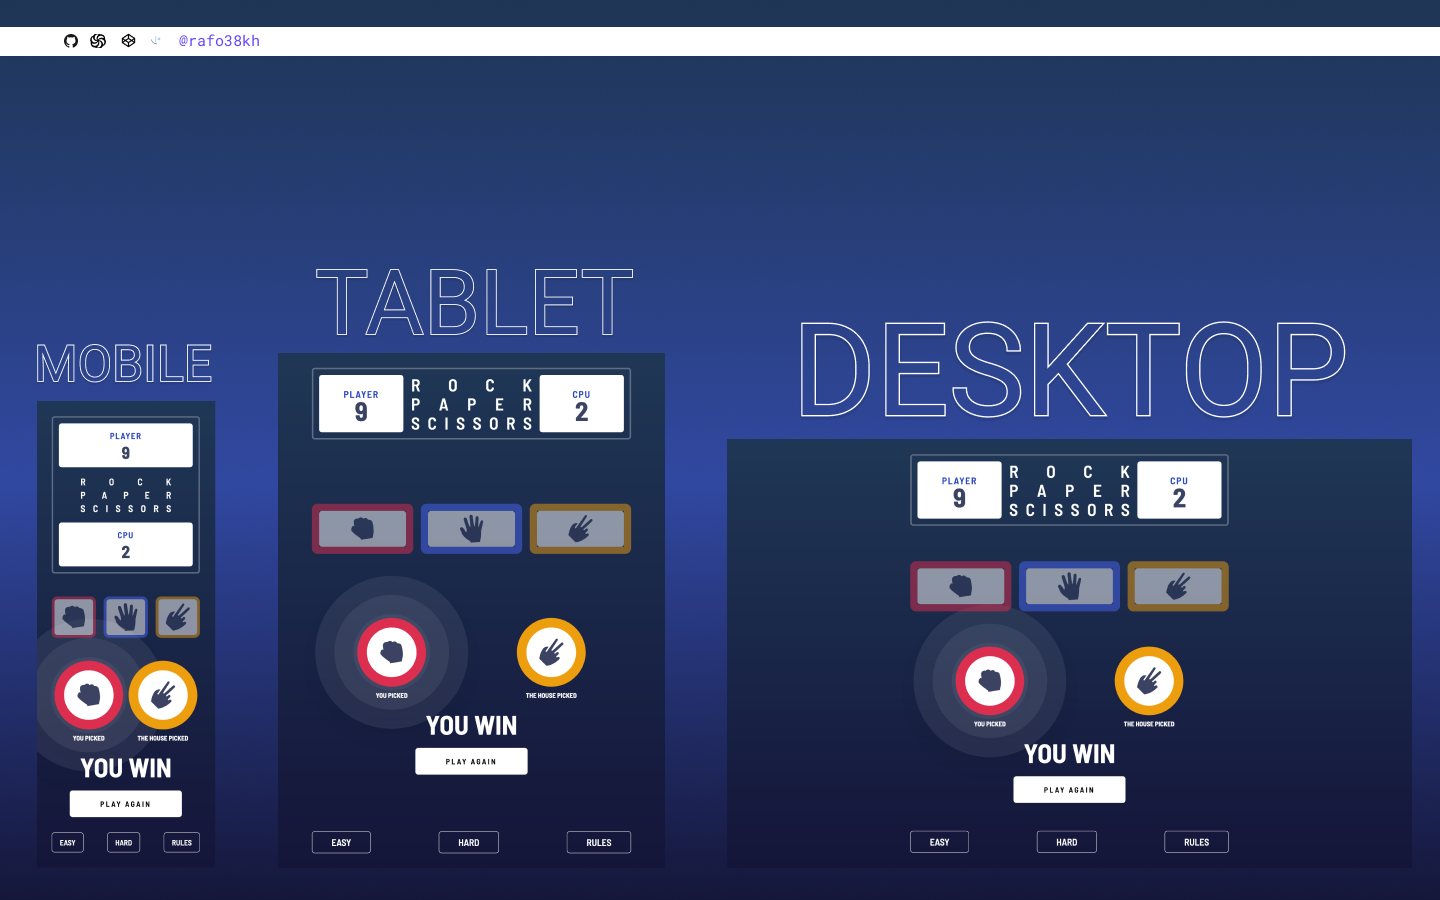 @rafo38kh
MOBILE
PLAYER
9
ROCK
PAPER
SCISSORS
CPU
2
YOU PICKED
THE HOUSE PICKED
YOU WIN
PLAY AGAIN
EASY
HARD
RULES
TABLET
PLAYER
9
ROCK
PAPER
SCISSORS
CPU
2
YOU PICKED
THE HOUSE PICKED
YOU WIN
PLAY AGAIN
EASY
HARD
RULES
DESKTOP
PLAYER
9
ROCK
PAPER
SCISSORS
CPU
2
YOU PICKED
THE HOUSE PICKED
YOU WIN
PLAY AGAIN
EASY
HARD
RULES